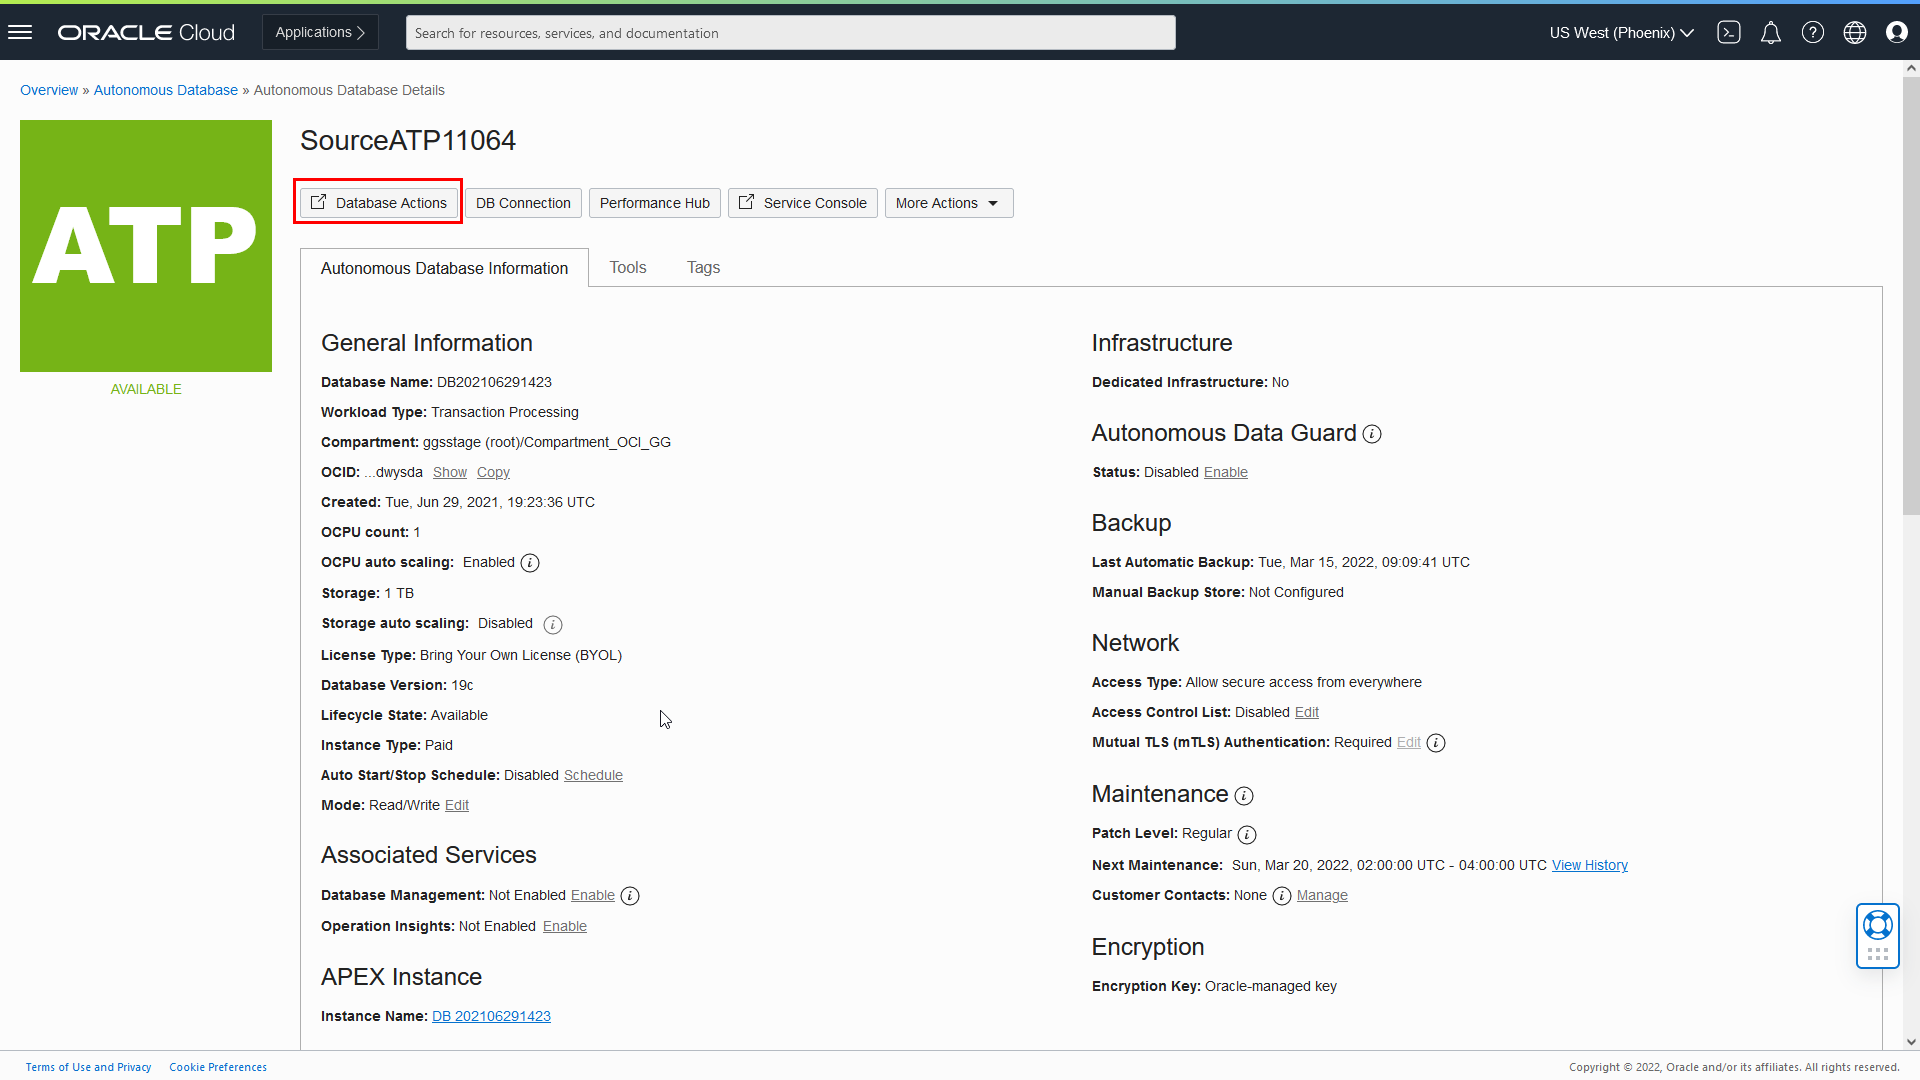 ORACLE Cloud
Applications
Search for resources, services, and documentation
US West (Phoenix)
Overview » Autonomous Database » Autonomous Database Details
ATP
AVAILABLE
SourceATP11064
Database Actions
DB Connection
Performance Hub
Service Console
More Actions
Autonomous Database Information
Tools
Tags
General Information
Database Name: DB202106291423
Workload Type: Transaction Processing
Compartment: ggsstage (root)/Compartment_OCI_GG
OCID: ...dwysda Show Copy
Created: Tue, Jun 29, 2021, 19:23:36 UTC
OCPU count: 1
OCPU auto scaling: Enabled
Storage: 1 TB
Storage auto scaling: Disabled
License Type: Bring Your Own License (BYOL)
Database Version: 19c
Lifecycle State: Available
Instance Type: Paid
Auto Start/Stop Schedule: Disabled Schedule
Mode: Read/Write Edit
Associated Services
Database Management: Not Enabled Enable
Operation Insights: Not Enabled Enable
APEX Instance
Instance Name: DB 202106291423
Infrastructure
Dedicated Infrastructure: No
Autonomous Data Guard
Status: Disabled Enable
Backup
Last Automatic Backup: Tue, Mar 15, 2022, 09:09:41 UTC
Manual Backup Store: Not Configured
Network
Access Type: Allow secure access from everywhere
Access Control List: Disabled Edit
Mutual TLS (mTLS) Authentication: Required Edit
Maintenance
Patch Level: Regular
Next Maintenance: Sun, Mar 20, 2022, 02:00:00 UTC - 04:00:00 UTC View History
Customer Contacts: None Manage
Encryption
Encryption Key: Oracle-managed key
Terms of Use and Privacy
Cookie Preferences
Copyright © 2022, Oracle and/or its affiliates. All rights reserved.